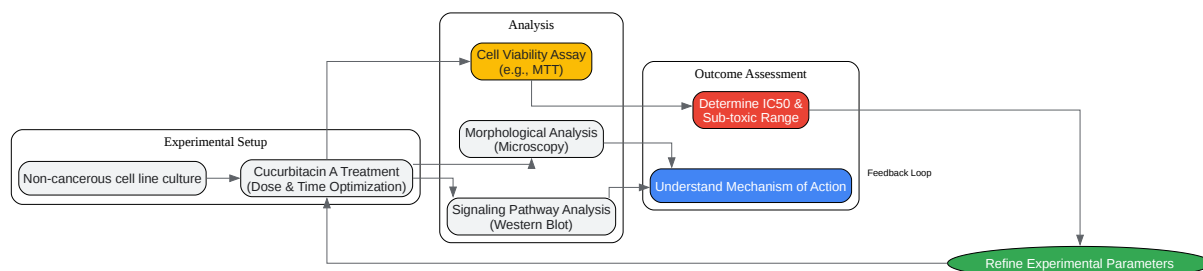 Analysis
Cell Viability Assay
(e.g., MTT)
Outcome Assessment
Determine IC50 &
Sub-toxic Range
Experimental Setup
Morphological Analysis
(Microscopy)
Non-cancerous cell line culture
Cucurbitacin A Treatment
(Dose & Time Optimization)
Understand Mechanism of Action
Feedback Loop
Signaling Pathway Analysis
(Western Blot)
Refine Experimental Parameters